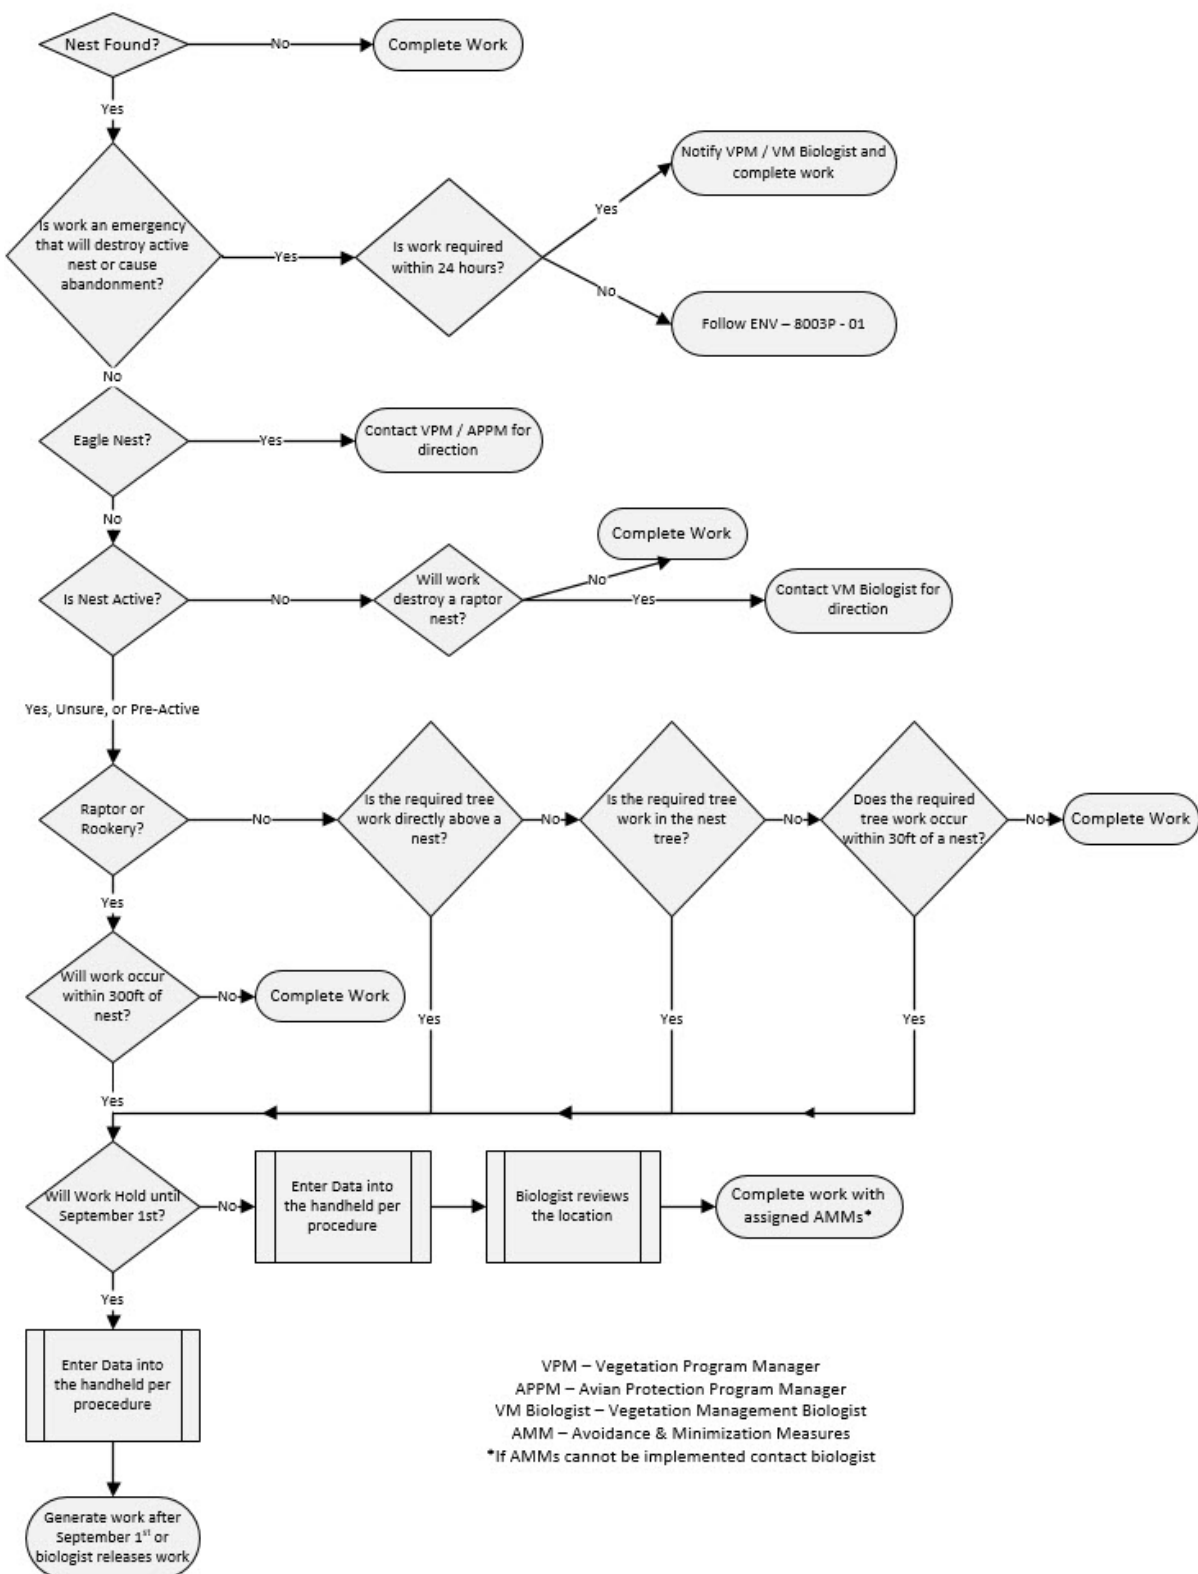 Nest Found?
No
Complete Work
Yes
Notify VPM / VM Biologist and
complete work
Is work an emergency
that will destroy active
nest or cause
abandonment?
Yes
Is work required
within 24 hours?
Yes
No
Follow ENV – 8003P - 01
No
Eagle Nest?
Yes
Contact VPM / APPM for
direction
No
Is Nest Active?
No
Will work
destroy a raptor
nest?
No
Complete Work
Yes
Contact VM Biologist for
direction
Yes, Unsure, or Pre-Active
Raptor or
Rookery?
No
Is the required tree
work directly above a
nest?
No
Is the required tree
work in the nest
tree?
No
Does the required
tree work occur
within 30ft of a nest?
No
Complete Work
Yes
Will work occur
within 300ft of
nest?
No
Complete Work
Yes
Yes
Yes
Yes
Will Work Hold until
September 1st?
No
Enter Data into
the handheld per
procedure
Biologist reviews
the location
Complete work with
assigned AMMs*
Yes
Enter Data into
the handheld per
proecedure
Generate work after
September 1st or
biologist releases work
VPM – Vegetation Program Manager
APPM – Avian Protection Program Manager
VM Biologist – Vegetation Management Biologist
AMM – Avoidance & Minimization Measures
*If AMMs cannot be implemented contact biologist